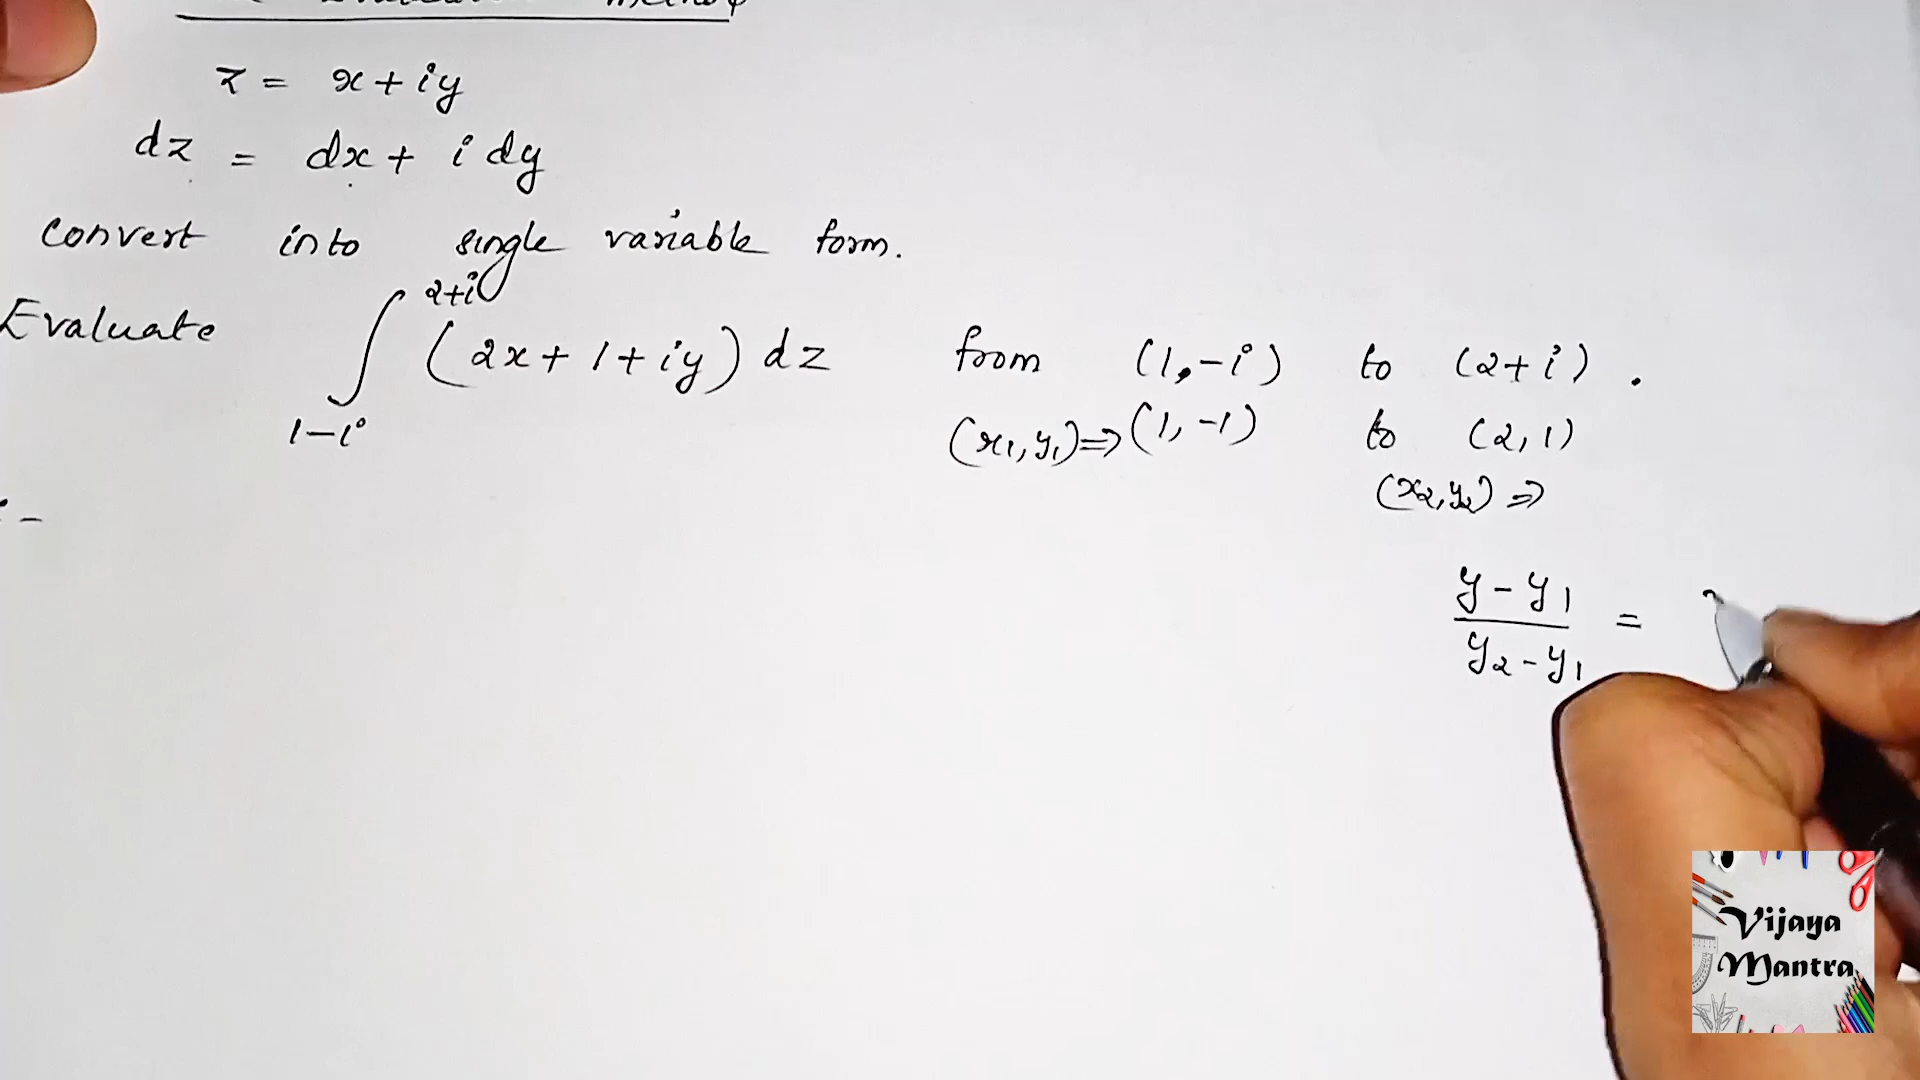 z = x + iy
dz = dx + i dy
convert into single variable form.
Evaluate ∫_{1-i}^{2+i} (2x + 1 + iy) dz from (1, -i) to (2+i).
(x1, y1) ⇒ (1, -1) to (2, 1)
(x2, y2) ⇒
:-
\frac{y - y1}{y2 - y1} =
Vijaya
Mantra